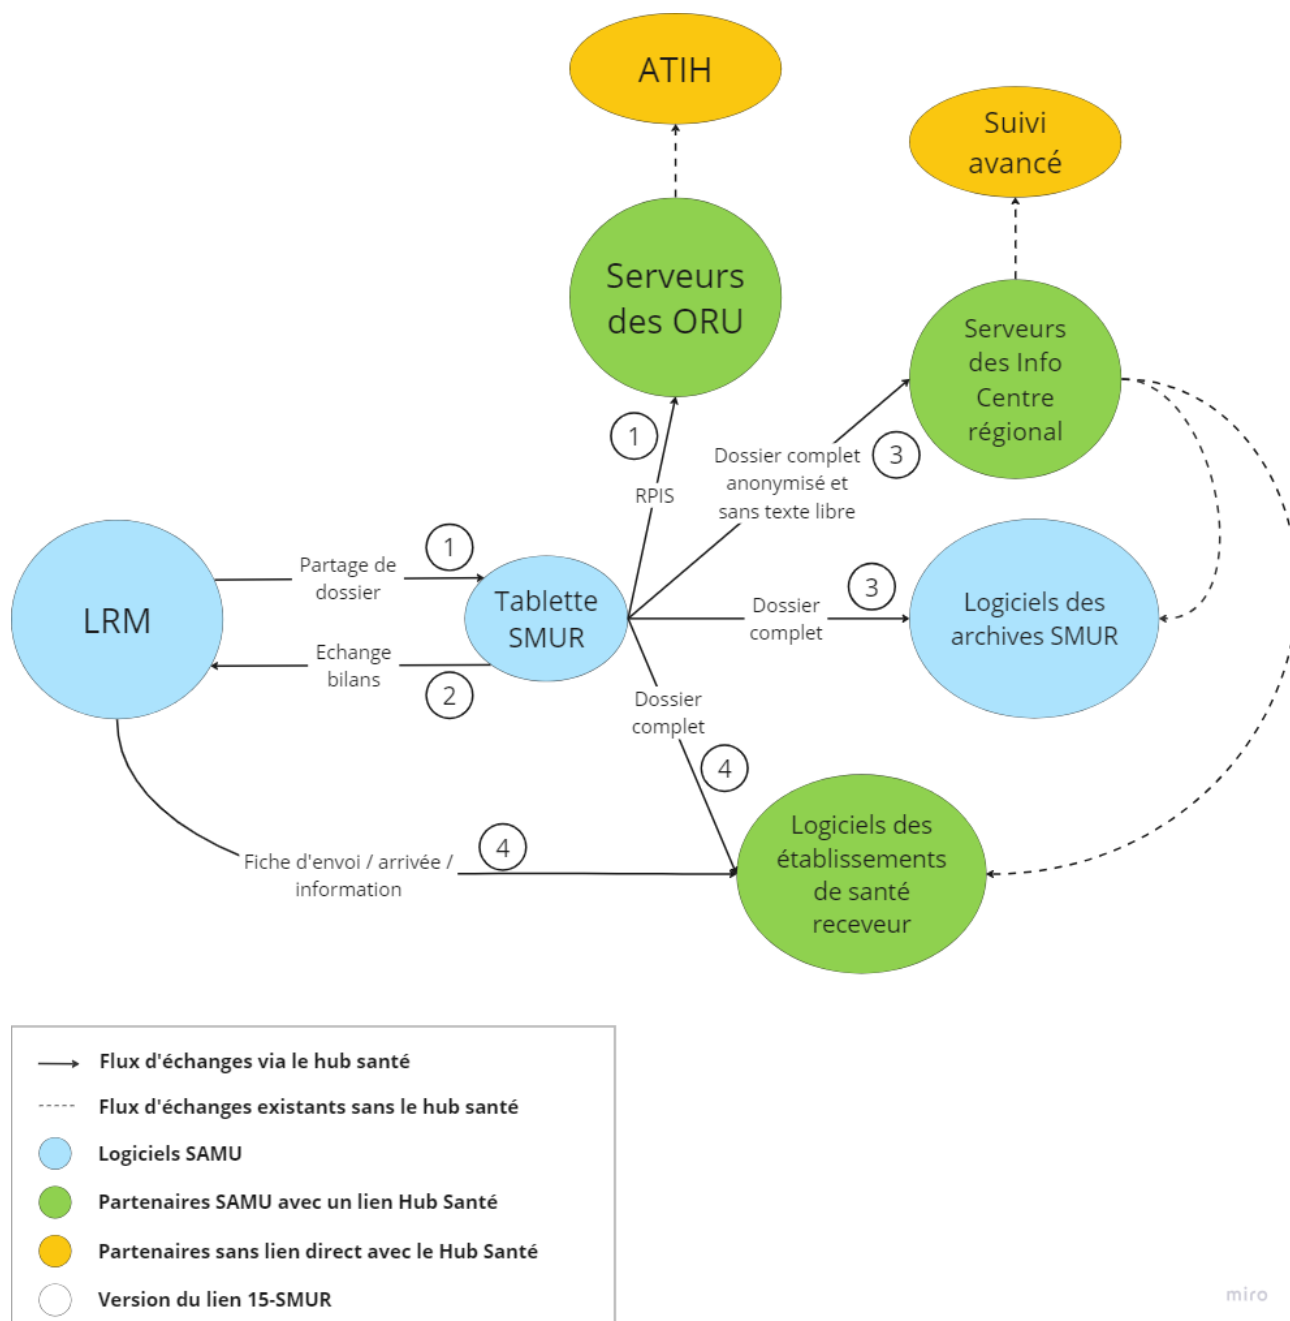 ATIH
Suivi
avancé
Serveurs
des ORU
Serveurs
des Info
Centre
régional
1
RPIS
Dossier complet
anonymisé et
sans texte libre
3
LRM
Partage de
dossier
1
Tablette
SMUR
Echange
bilans
2
Dossier
complet
3
Logiciels des
archives SMUR
Dossier
complet
4
Fiche d'envoi / arrivée /
information
4
Logiciels des
établissements
de santé
receveur
Flux d'échanges via le hub santé
Flux d'échanges existants sans le hub santé
Logiciels SAMU
Partenaires SAMU avec un lien Hub Santé
Partenaires sans lien direct avec le Hub Santé
Version du lien 15-SMUR
miro